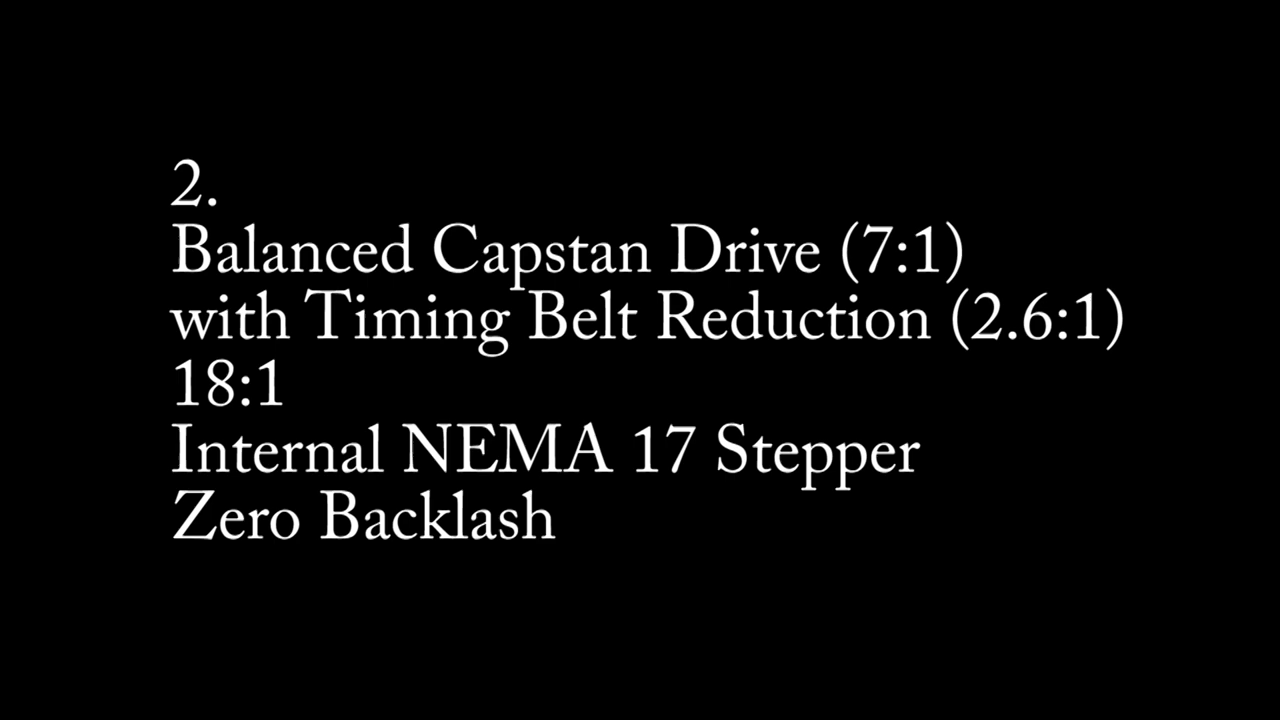 2.
Balanced Capstan Drive (7:1)
with Timing Belt Reduction (2.6:1)
18:1
Internal NEMA 17 Stepper
Zero Backlash